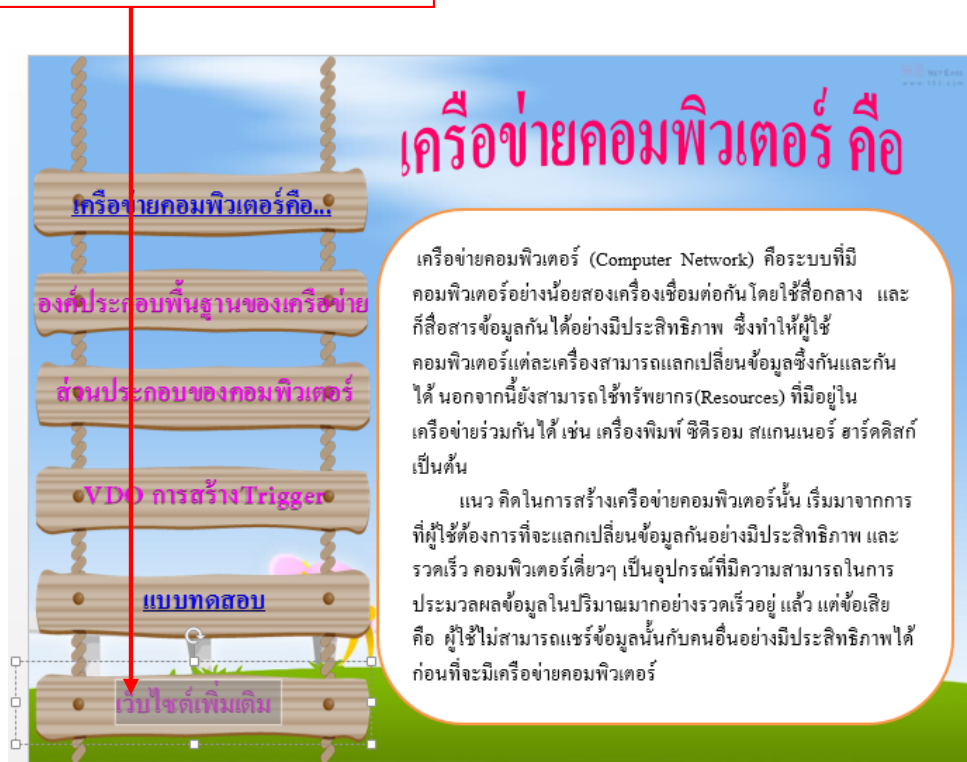 เครือข่ายคอมพิวเตอร์ คือ
เครือข่ายคอมพิวเตอร์คือ...
องค์ประกอบพื้นฐานของเครือข่าย
ส่วนประกอบของคอมพิวเตอร์
VDO การสร้างTrigger
แบบทดสอบ
เว็บไซต์เพิ่มเติม
เครือข่ายคอมพิวเตอร์ (Computer Network) คือระบบที่มี
คอมพิวเตอร์อย่างน้อยสองเครื่องเชื่อมต่อกันโดยใช้สื่อกลาง และ
ก็สื่อสารข้อมูลกันได้อย่างมีประสิทธิภาพ ซึ่งทำให้ผู้ใช้
คอมพิวเตอร์แต่ละเครื่องสามารถแลกเปลี่ยนข้อมูลซึ่งกันและกัน
ได้ นอกจากนี้ยังสามารถใช้ทรัพยากร(Resources) ที่มีอยู่ใน
เครือข่ายร่วมกันได้ เช่น เครื่องพิมพ์ ซีดีรอม สแกนเนอร์ ฮาร์ดดิสก์
เป็นต้น
แนว คิดในการสร้างเครือข่ายคอมพิวเตอร์นั้น เริ่มมาจากการ
ที่ผู้ใช้ต้องการที่จะแลกเปลี่ยนข้อมูลกันอย่างมีประสิทธิภาพ และ
รวดเร็ว คอมพิวเตอร์เดี่ยวๆ เป็นอุปกรณ์ที่มีความสามารถในการ
ประมวลผลข้อมูลในปริมาณมากอย่างรวดเร็วอยู่ แล้ว แต่ข้อเสีย
คือ ผู้ใช้ไม่สามารถแชร์ข้อมูลนั้นกับคนอื่นอย่างมีประสิทธิภาพได้
ก่อนที่จะมีเครือข่ายคอมพิวเตอร์